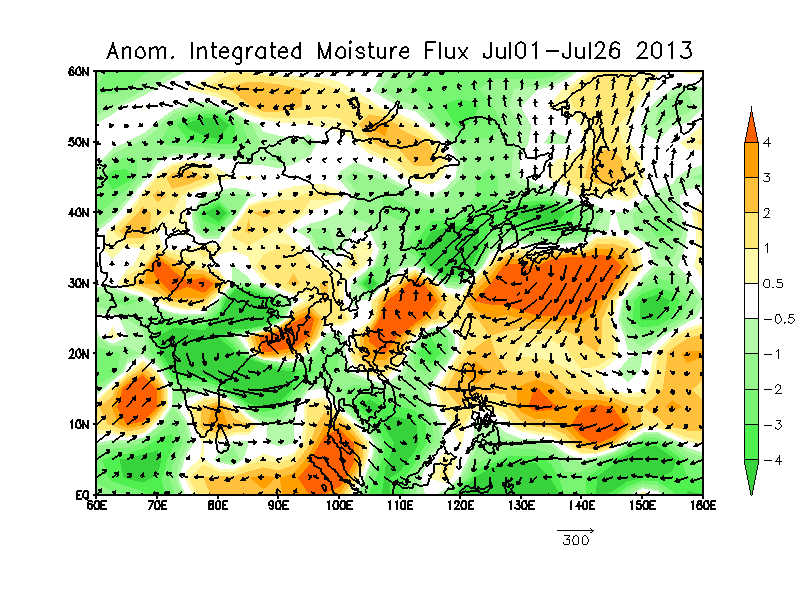 Anom. Integrated Moisture Flux Jul01-Jul26 2013
60N
50N
40N
30N
20N
10N
EQ
60E 70E 80E 90E 100E 110E 120E 130E 140E 150E 160E
4
3
2
1
0.5
-0.5
-1
-2
-3
-4
300